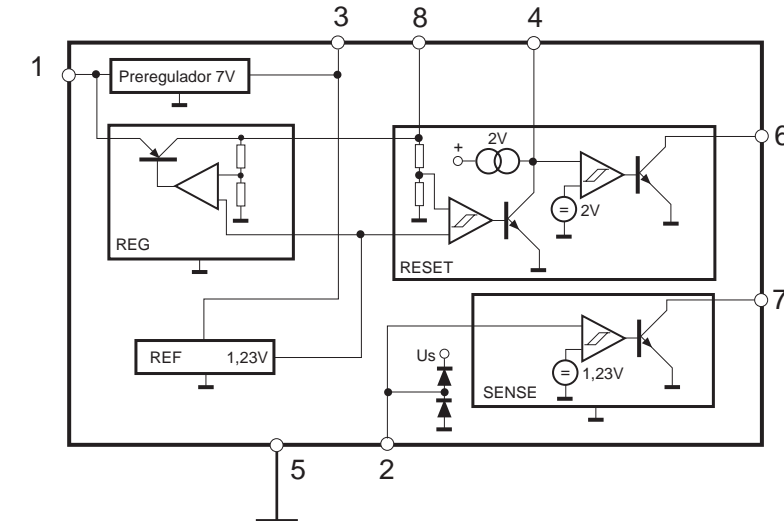 3 8 4
1
Preregulador 7V
2V
+
6
= 2V
REG
RESET
7
REF 1,23V
Us
= 1,23V
SENSE
5 2